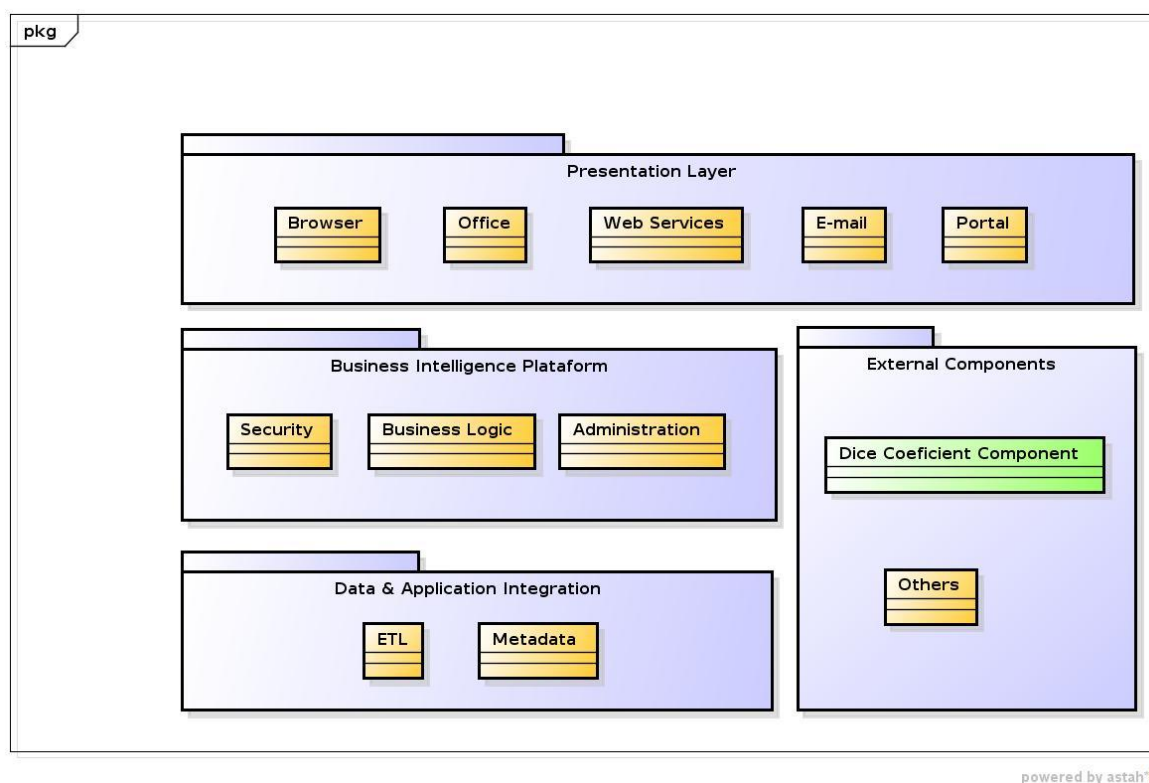 pkg
Presentation Layer
Browser
Office
Web Services
E-mail
Portal
Business Intelligence Plataform
Security
Business Logic
Administration
External Components
Dice Coeficient Component
Others
Data & Application Integration
ETL
Metadata
powered by astah*